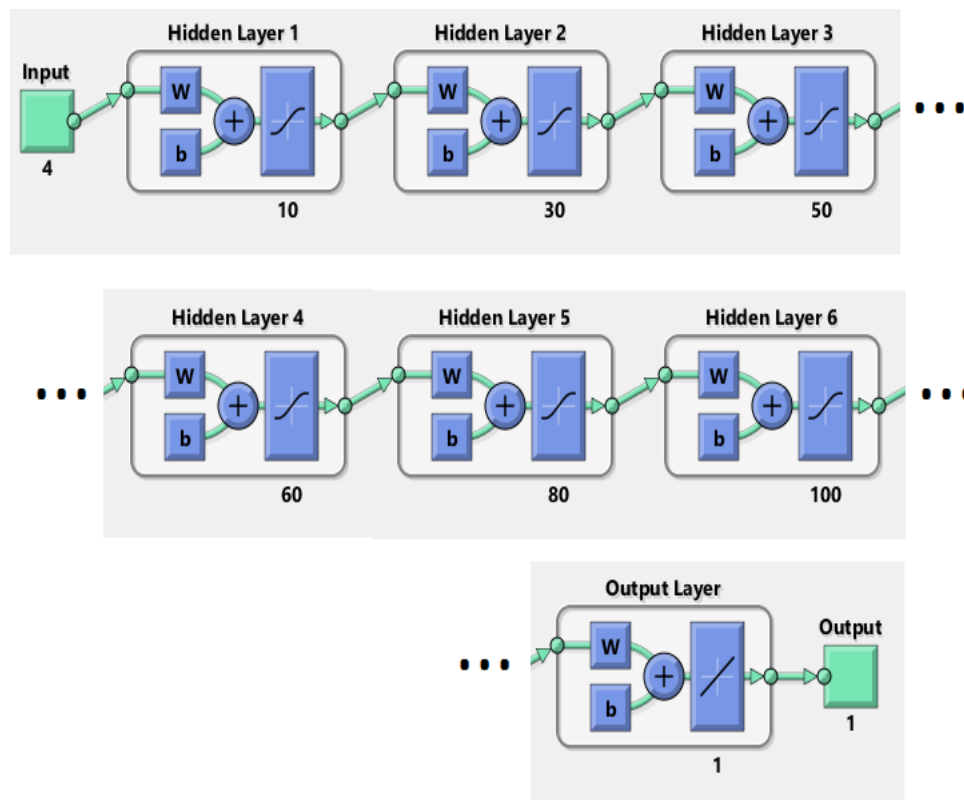 Hidden Layer 1 Hidden Layer 2 Hidden Layer 3
Input
W W W
+ + +
b b b
4
10 30 50
...
Hidden Layer 4 Hidden Layer 5 Hidden Layer 6
W W W
... + + + ...
b b b
60 80 100
Output Layer
Output
W
... +
b
1
1